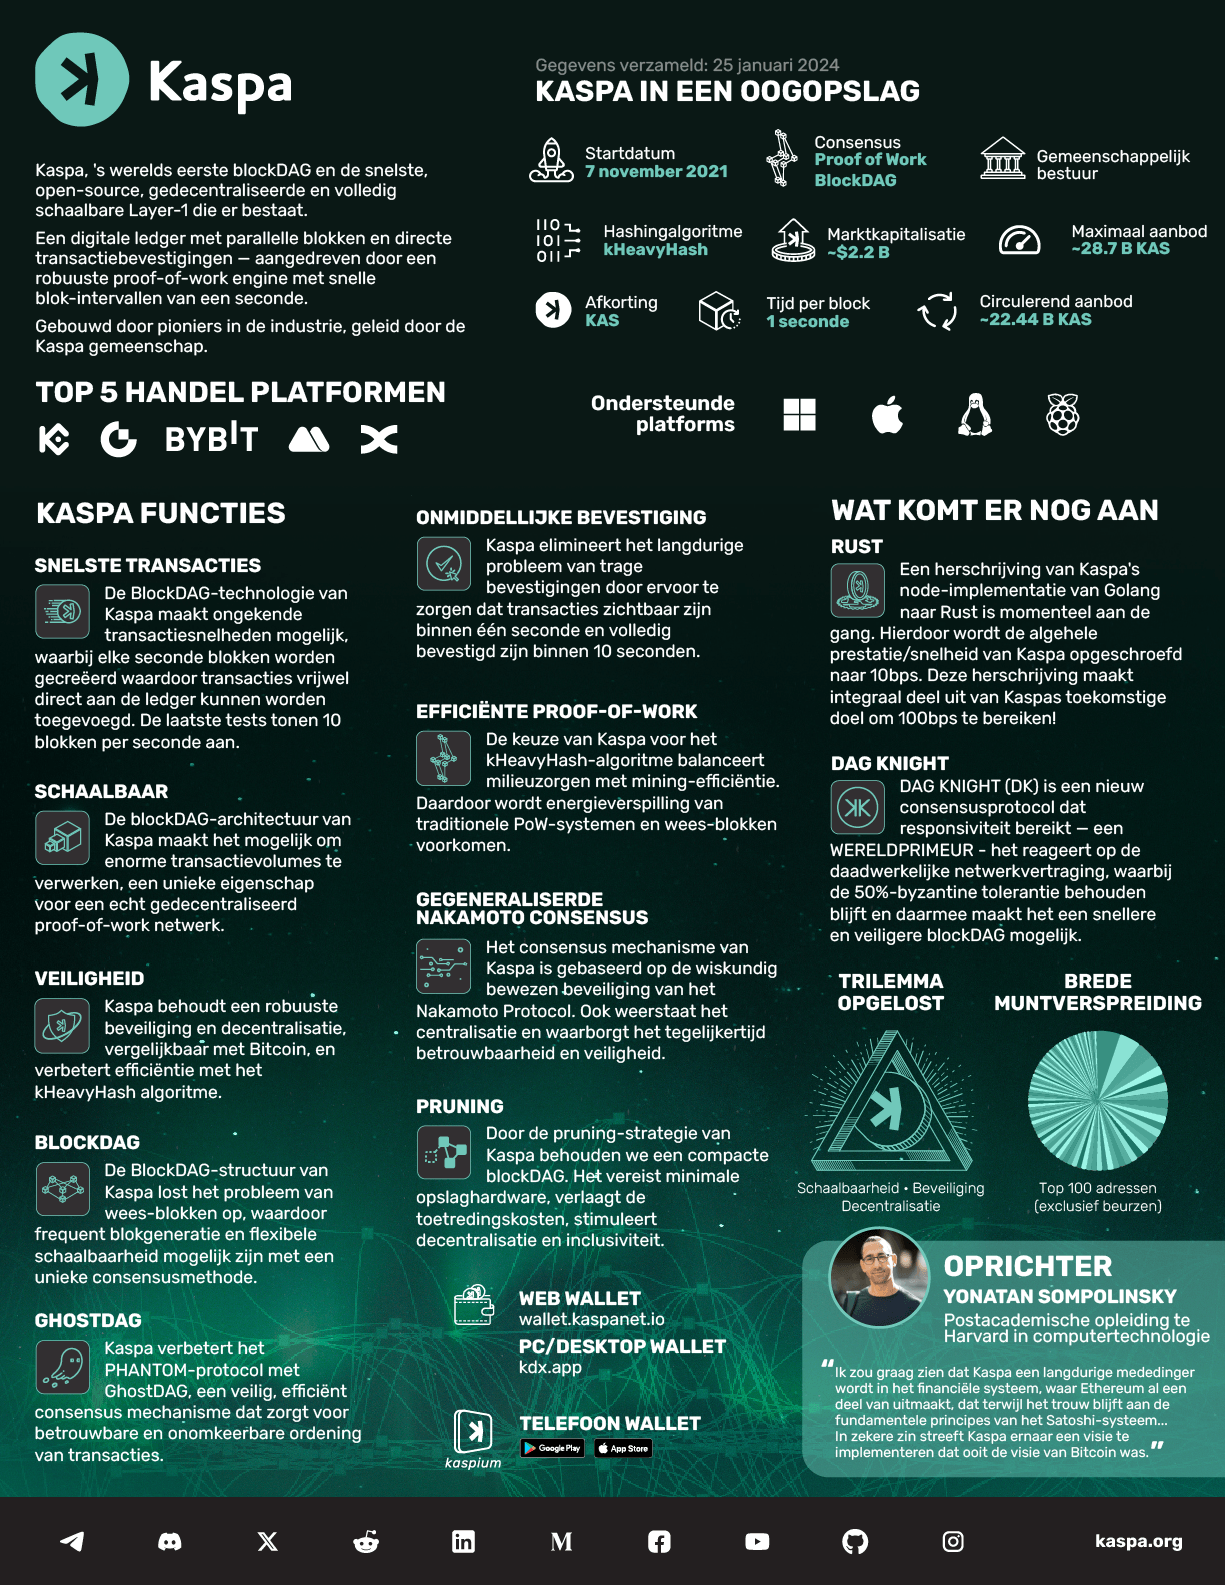 Kaspa
Kaspa, 's werelds eerste blockDAG en de snelste,
open-source, gedecentraliseerde en volledig
schaalbare Layer-1 die er bestaat.
Een digitale ledger met parallelle blokken en directe
transactiebevestigingen — aangedreven door een
robuuste proof-of-work engine met snelle
blok-intervallen van een seconde.
Gebouwd door pioniers in de industrie, geleid door de
Kaspa gemeenschap.
Gegevens verzameld: 25 januari 2024
KASPA IN EEN OOGOPSLAG
Startdatum
7 november 2021
Consensus
Proof of Work
BlockDAG
Gemeenschappelijk
bestuur
Hashingalgoritme
kHeavyHash
Marktkapitalisatie
~$2.2 B
Maximaal aanbod
~28.7 B KAS
Afkorting
KAS
Tijd per block
1 seconde
Circulerend aanbod
~22.44 B KAS
TOP 5 HANDEL PLATFORMEN
BYBIT
Ondersteunde
platforms
KASPA FUNCTIES
SNELSTE TRANSACTIES
De BlockDAG-technologie van
Kaspa maakt ongekende
transactiesnelheden mogelijk,
waarbij elke seconde blokken worden
gecreëerd waardoor transacties vrijwel
direct aan de ledger kunnen worden
toegevoegd. De laatste tests tonen 10
blokken per seconde aan.
SCHAALBAAR
De blockDAG-architectuur van
Kaspa maakt het mogelijk om
enorme transactievolumes te
verwerken, een unieke eigenschap
voor een echt gedecentraliseerd
proof-of-work netwerk.
VEILIGHEID
Kaspa behoudt een robuuste
beveiliging en decentralisatie,
vergelijkbaar met Bitcoin, en
verbetert efficiëntie met het
kHeavyHash algoritme.
BLOCKDAG
De BlockDAG-structuur van
Kaspa lost het probleem van
wees-blokken op, waardoor
frequent blokgeneratie en flexibele
schaalbaarheid mogelijk zijn met een
unieke consensusmethode.
GHOSTDAG
Kaspa verbetert het
PHANTOM-protocol met
GhostDAG, een veilig, efficiënt
consensus mechanisme dat zorgt voor
betrouwbare en onomkeerbare ordening
van transacties.
ONMIDDELLIJKE BEVESTIGING
Kaspa elimineert het langdurige
probleem van trage
bevestigingen door ervoor te
zorgen dat transacties zichtbaar zijn
binnen één seconde en volledig
bevestigd zijn binnen 10 seconden.
EFFICIËNTE PROOF-OF-WORK
De keuze van Kaspa voor het
kHeavyHash-algoritme balanceert
milieuzorgen met mining-efficiëntie.
Daardoor wordt energieverspilling van
traditionele PoW-systemen en wees-blokken
voorkomen.
GEGENERALISERDE
NAKAMOTO CONSENSUS
Het consensus mechanisme van
Kaspa is gebaseerd op de wiskundig
bewezen beveiliging van het
Nakamoto Protocol. Ook weerstaat het
centralisatie en waarborgt het tegelijkertijd
betrouwbaarheid en veiligheid.
PRUNING
Door de pruning-strategie van
Kaspa behouden we een compacte
blockDAG. Het vereist minimale
opslaghardware, verlaagt de
toetredingskosten, stimuleert
decentralisatie en inclusiviteit.
WEB WALLET
wallet.kaspanet.io
PC/DESKTOP WALLET
kdx.app
kaspium
TELEFOON WALLET
Google Play
App Store
WAT KOMT ER NOG AAN
RUST
Een herschrijving van Kaspa's
node-implementatie van Golang
naar Rust is momenteel aan de
gang. Hierdoor wordt de algehele
prestatie/snelheid van Kaspa opgeschroefd
naar 10bps. Deze herschrijving maakt
integraal deel uit van Kaspas toekomstige
doel om 100bps te bereiken!
DAG KNIGHT
DAG KNIGHT (DK) is een nieuw
consensusprotocol dat
responsiviteit bereikt — een
WERELDPRIMEUR - het reageert op de
daadwerkelijke netwerkvertraging, waarbij
de 50%-byzantine tolerantie behouden
blijft en daarmee maakt het een snellere
en veiligere blockDAG mogelijk.
TRILEMMA
OPGELOST
Schaalbaarheid • Beveiliging
Decentralisatie
BREDE
MUNTVERSPREIDING
Top 100 adressen
(exclusief beurzen)
OPRICHTER
YONATAN SOMPOLINSKY
Postacademische opleiding te
Harvard in computertechnologie
“Ik zou graag zien dat Kaspa een langdurige mededinger
wordt in het financiële systeem, waar Ethereum al een
deel van uitmaakt, dat terwijl het trouw blijft aan de
fundamentele principes van het Satoshi-systeem...
In zekere zin streeft Kaspa ernaar een visie te
implementeren dat ooit de visie van Bitcoin was.”
kaspa.org